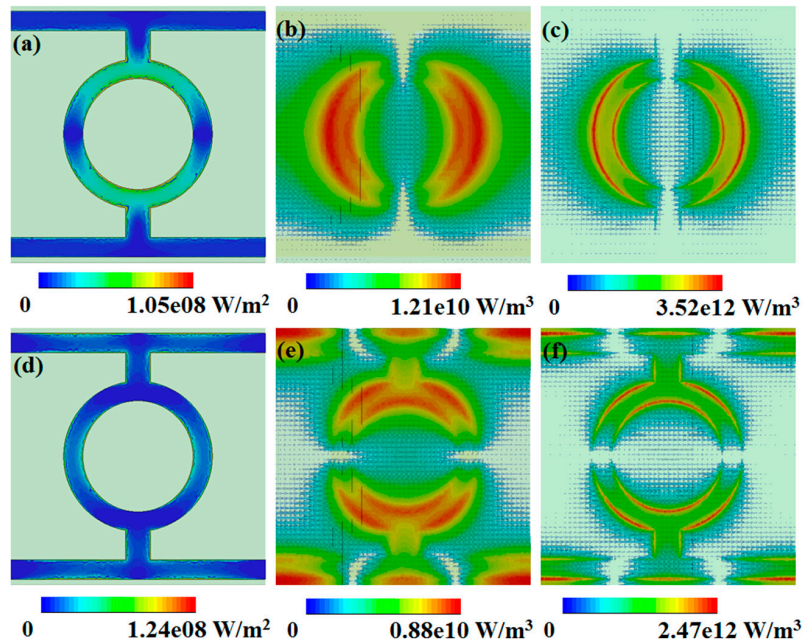 (a) (b) (c)
0 1.05e08 W/m² 0 1.21e10 W/m³ 0 3.52e12 W/m³
(d) (e) (f)
0 1.24e08 W/m² 0 0.88e10 W/m³ 0 2.47e12 W/m³